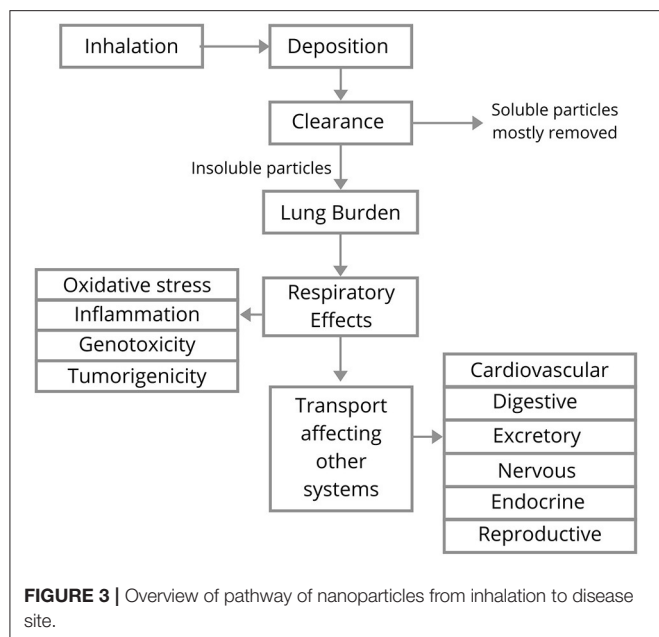 Inhalation
Deposition
Clearance
Soluble particles
mostly removed
Insoluble particles
Lung Burden
Respiratory
Effects
Oxidative stress
Inflammation
Genotoxicity
Tumorigenicity
Transport
affecting
other
systems
Cardiovascular
Digestive
Excretory
Nervous
Endocrine
Reproductive
FIGURE 3 | Overview of pathway of nanoparticles from inhalation to disease
site.